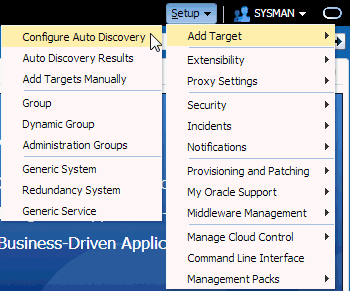 Setup SYSMAN
Configure Auto Discovery
Auto Discovery Results
Add Targets Manually
Group
Dynamic Group
Administration Groups
Generic System
Redundancy System
Generic Service
Add Target
Extensibility
Proxy Settings
Security
Incidents
Notifications
Provisioning and Patching
My Oracle Support
Middleware Management
Manage Cloud Control
Command Line Interface
Management Packs
Business-Driven Applic